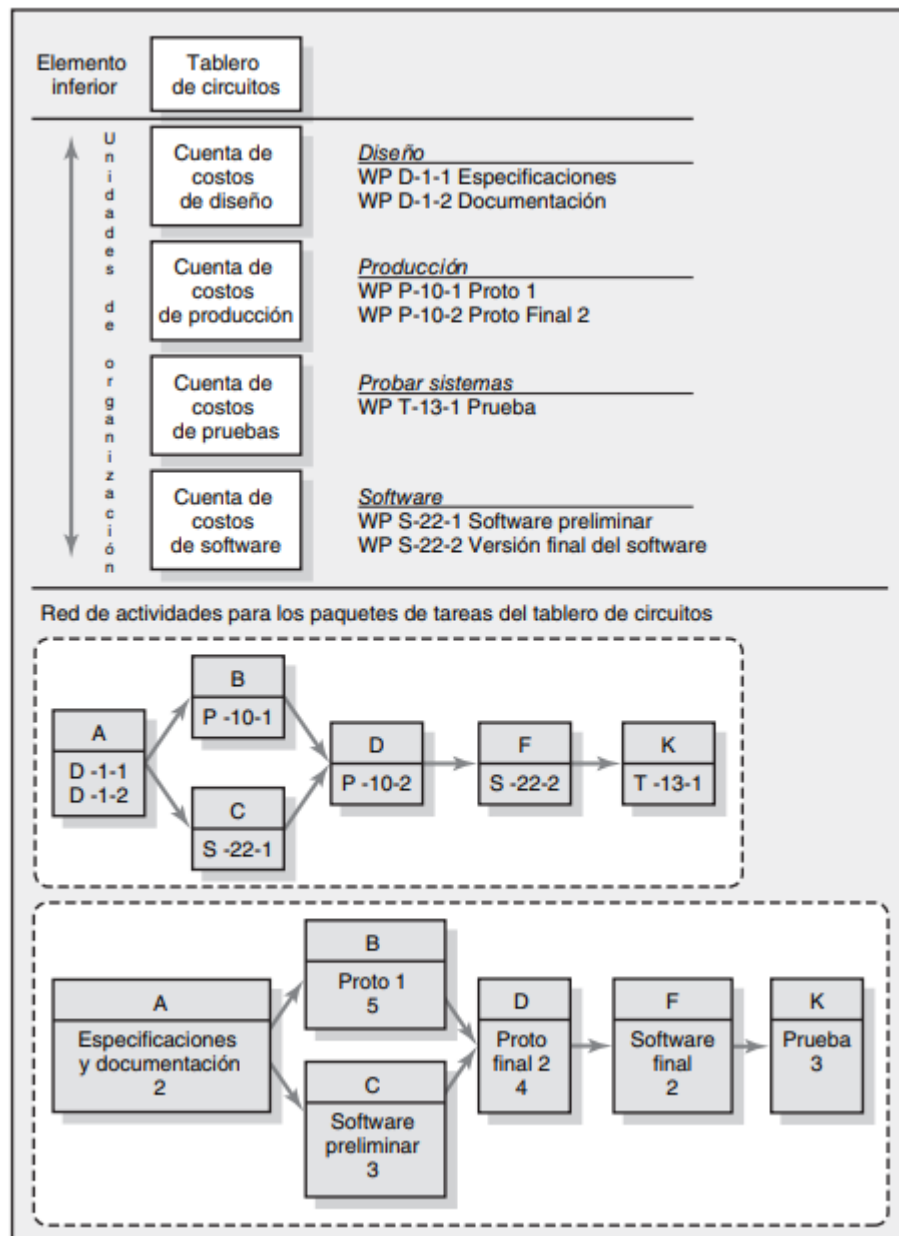 Elemento
inferior
Tablero
de circuitos
Unidades de organización
Cuenta de
costos
de diseño
Diseño
WP D-1-1 Especificaciones
WP D-1-2 Documentación
Cuenta de
costos
de producción
Producción
WP P-10-1 Proto 1
WP P-10-2 Proto Final 2
Cuenta de
costos
de pruebas
Probar sistemas
WP T-13-1 Prueba
Cuenta de
costos
de software
Software
WP S-22-1 Software preliminar
WP S-22-2 Versión final del software
Red de actividades para los paquetes de tareas del tablero de circuitos
A
D -1-1
D -1-2
B
P -10-1
C
S -22-1
D
P -10-2
F
S -22-2
K
T -13-1
A
Especificaciones
y documentación
2
B
Proto 1
5
C
Software
preliminar
3
D
Proto
final 2
4
F
Software
final
2
K
Prueba
3